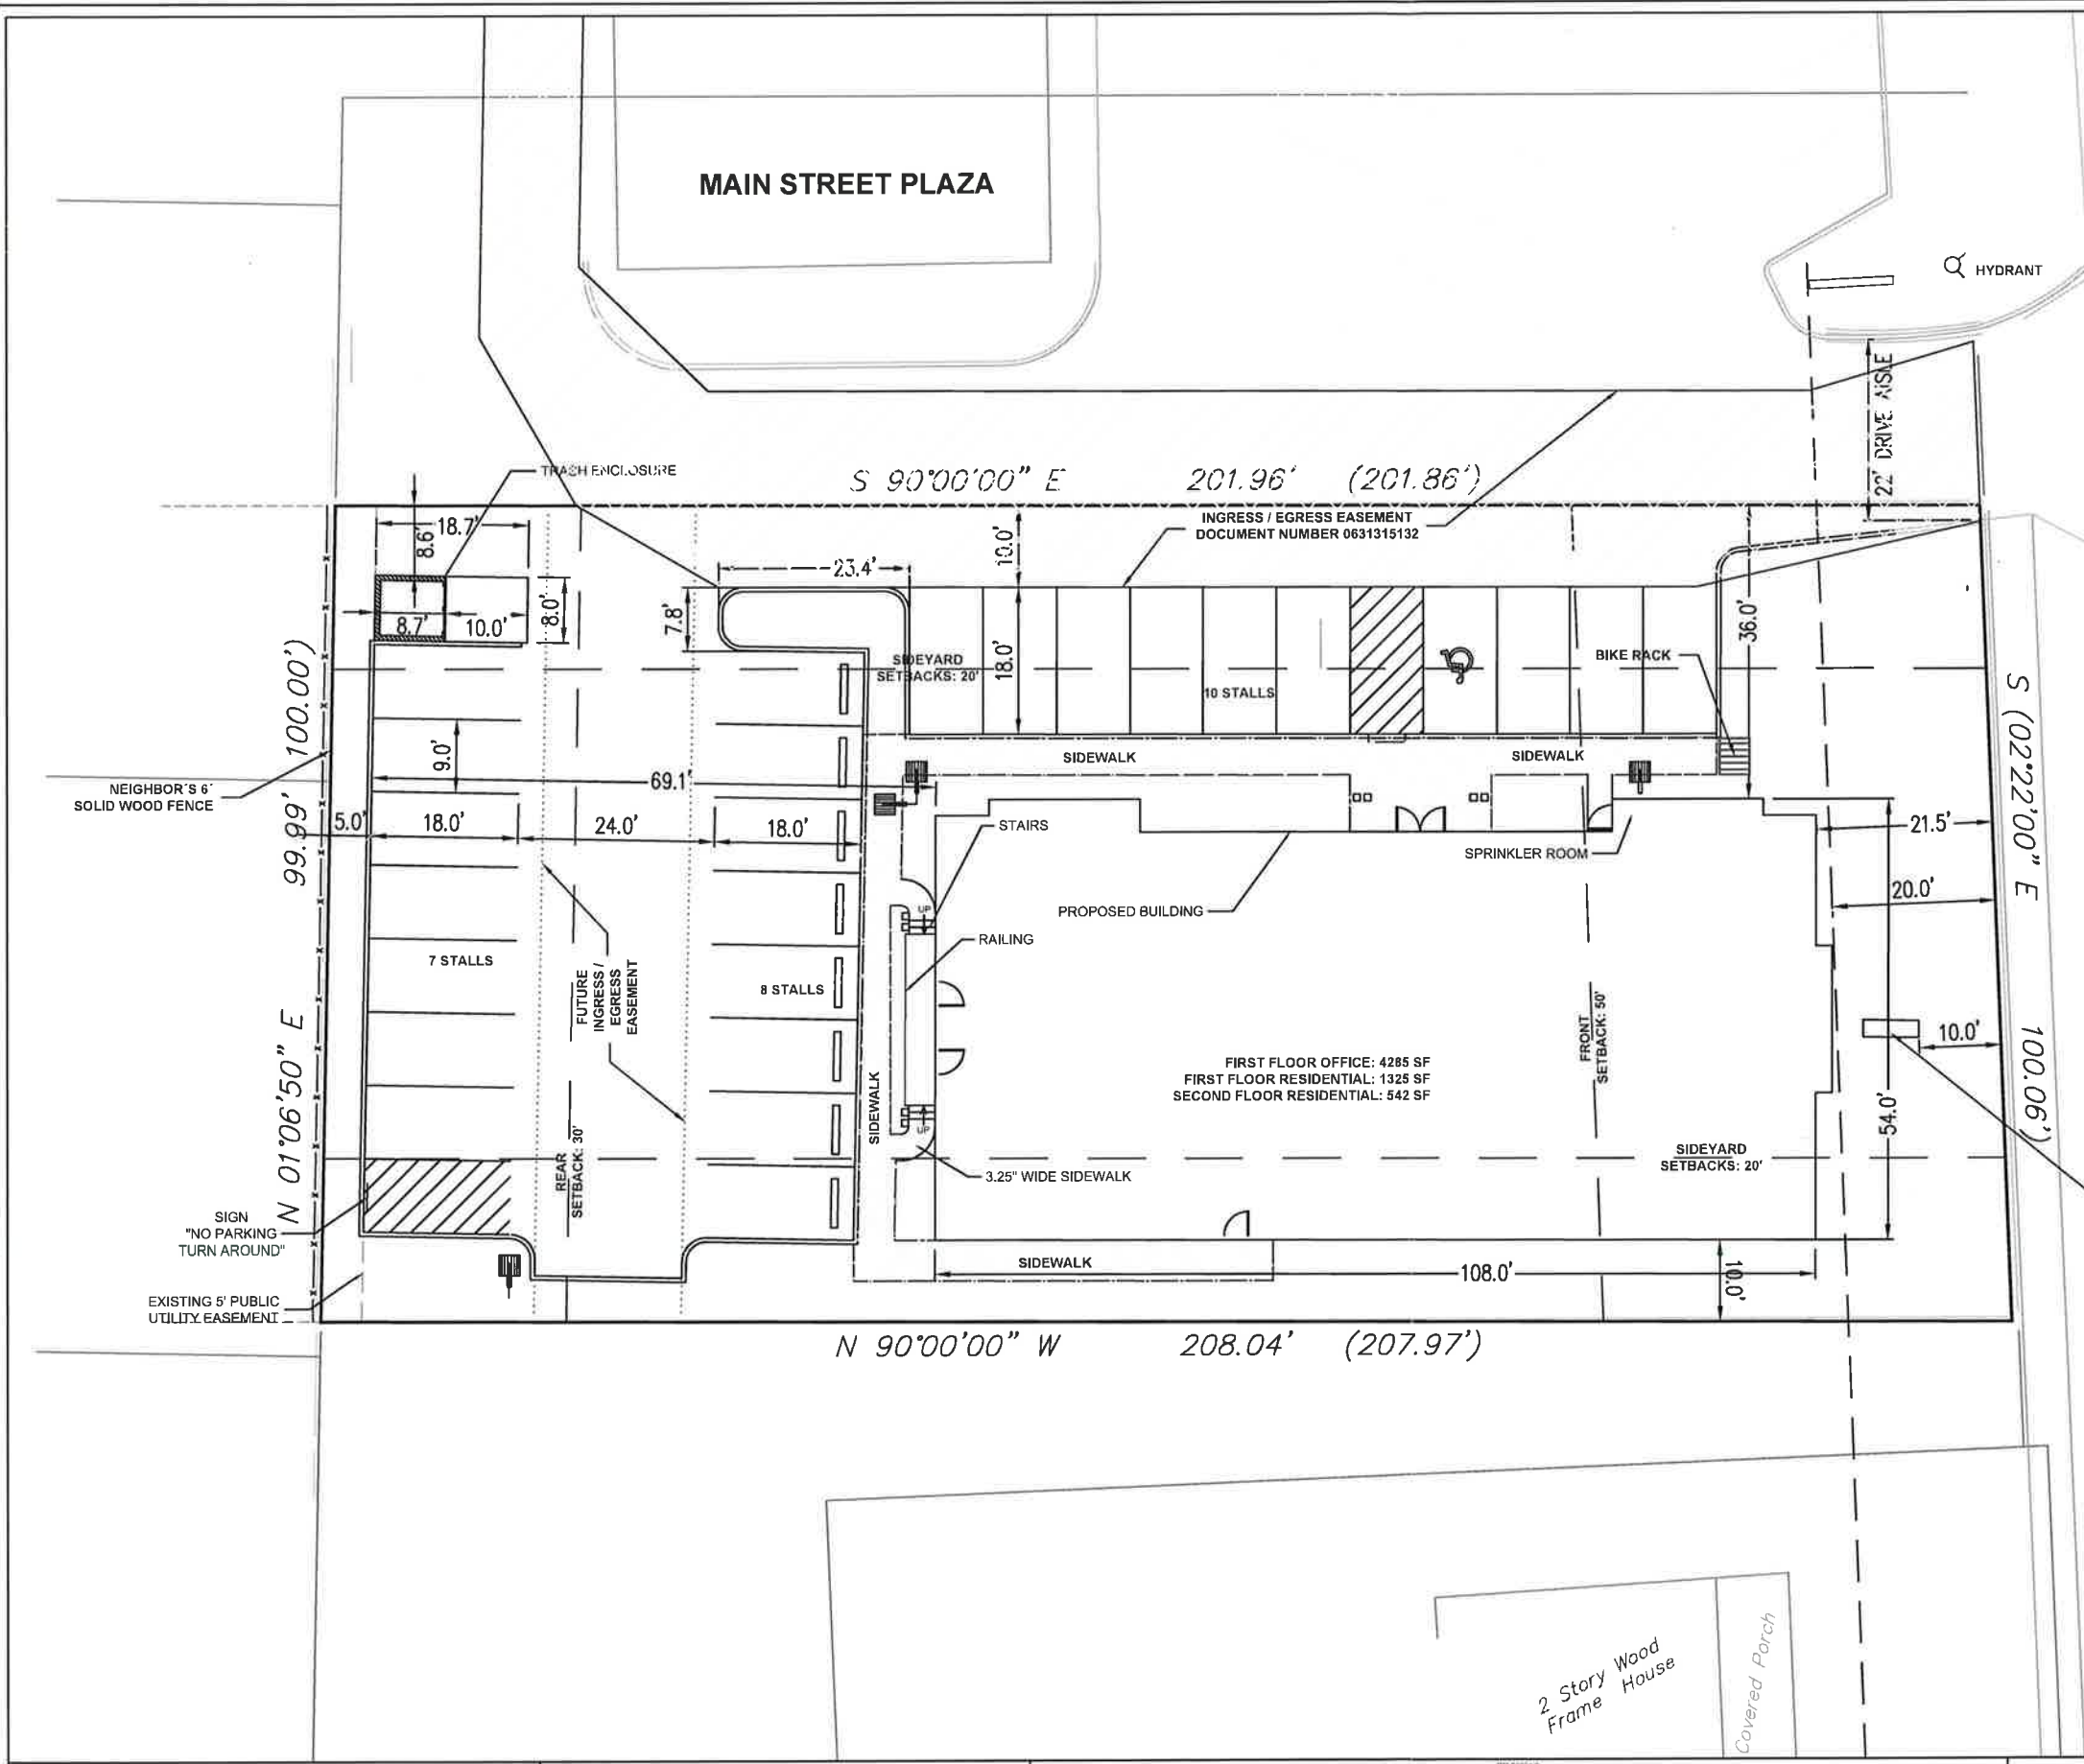 MAIN STREET PLAZA
HYDRANT
22' DRIVE AISLE
TRASH ENCLOSURE
S 90°00'00" E 201.96' (201.86')
INGRESS / EGRESS EASEMENT
DOCUMENT NUMBER 0631315132
18.7'
8.6'
8.7'
10.0'
8.0'
23.4'
7.8'
10.0'
18.0'
SIDEYARD
SETBACKS: 20'
10 STALLS
36.0'
BIKE RACK
SIDEWALK
SIDEWALK
NEIGHBOR'S 6'
SOLID WOOD FENCE
N 01°06'50" E 99.99' 100.00')
9.0'
69.1'
5.0'
18.0'
24.0'
18.0'
STAIRS
SPRINKLER ROOM
21.5'
20.0'
S (02°22'00" E 100.06')
PROPOSED BUILDING
UP
RAILING
7 STALLS
8 STALLS
FUTURE
INGRESS /
EGRESS
EASEMENT
FRONT
SETBACK: 50'
10.0'
54.0'
FIRST FLOOR OFFICE: 4285 SF
FIRST FLOOR RESIDENTIAL: 1325 SF
SECOND FLOOR RESIDENTIAL: 542 SF
SIDEWALK
UP
REAR
SETBACK: 30'
3.25" WIDE SIDEWALK
SIDEYARD
SETBACKS: 20'
SIGN
"NO PARKING
TURN AROUND"
EXISTING 5' PUBLIC
UTILITY EASEMENT
SIDEWALK
108.0'
10.0'
N 90°00'00" W 208.04' (207.97')
2 Story Wood
Frame House
Covered Porch